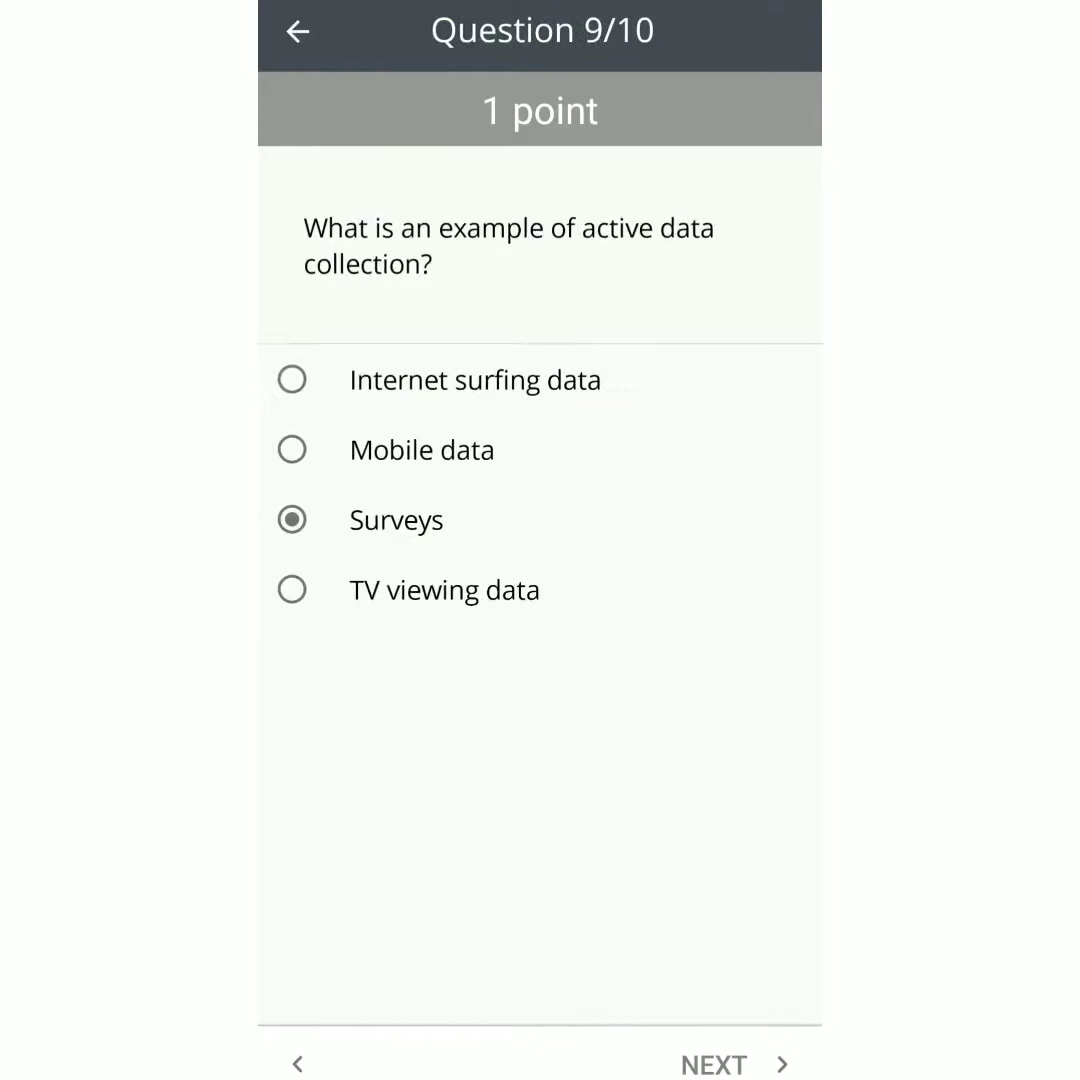 Question 9/10
1 point
What is an example of active data
collection?
Internet surfing data
Mobile data
Surveys
TV viewing data
NEXT